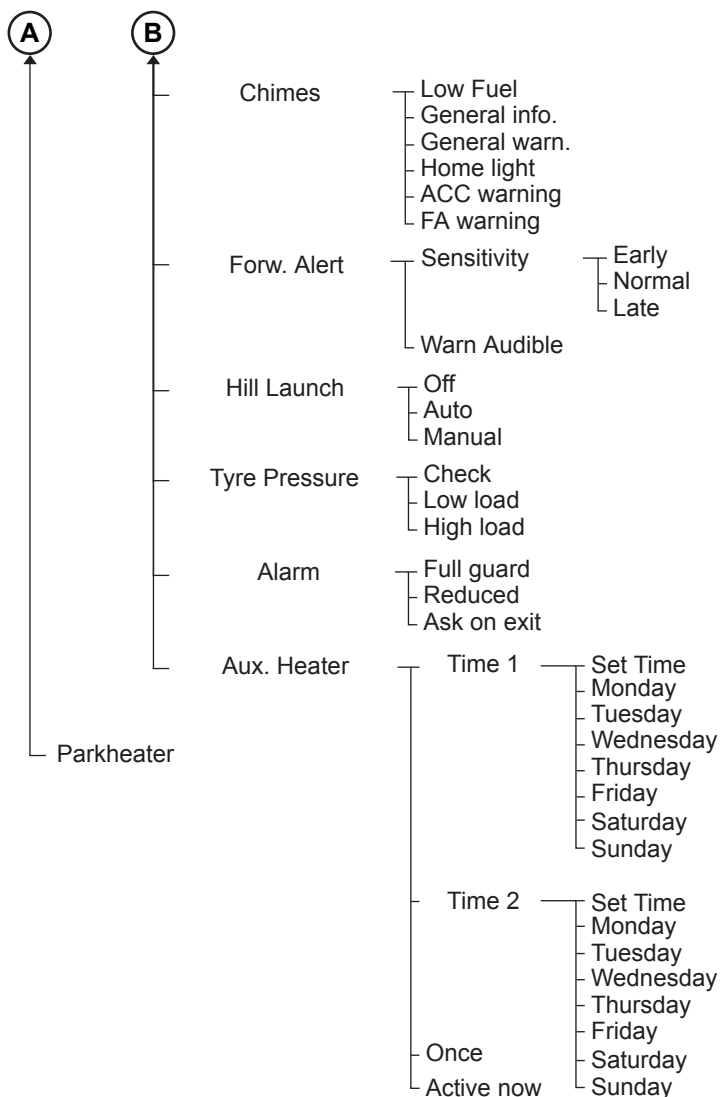 A
B
Chimes
Low Fuel
General info.
General warn.
Home light
ACC warning
FA warning
Forw. Alert
Sensitivity
Early
Normal
Late
Warn Audible
Hill Launch
Off
Auto
Manual
Tyre Pressure
Check
Low load
High load
Alarm
Full guard
Reduced
Ask on exit
Aux. Heater
Time 1
Set Time
Monday
Tuesday
Wednesday
Thursday
Friday
Saturday
Sunday
Parkheater
Time 2
Set Time
Monday
Tuesday
Wednesday
Thursday
Friday
Saturday
Sunday
Once
Active now